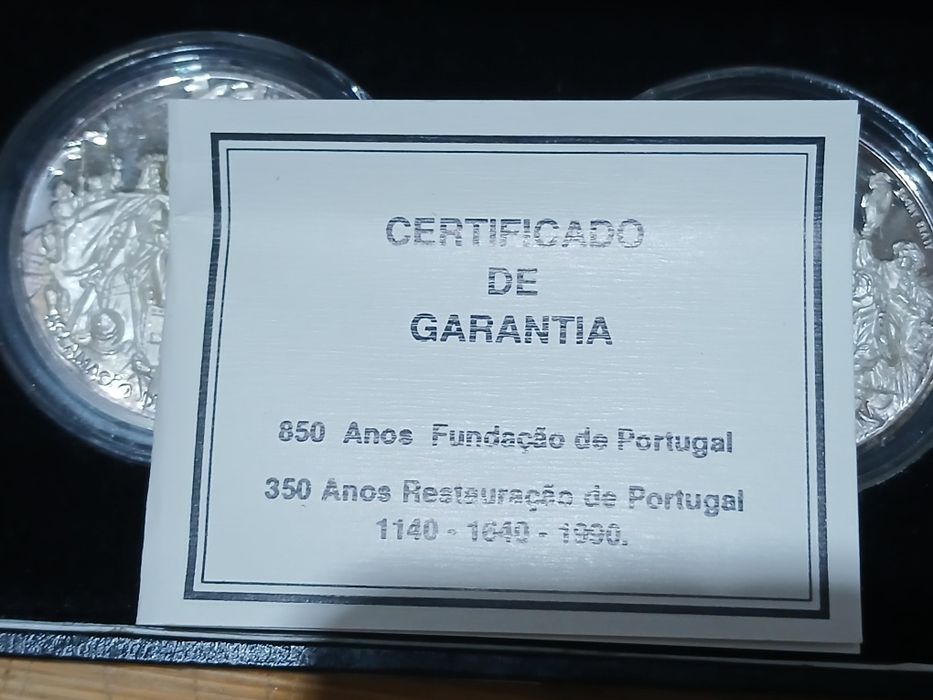 CERTIFICADO
DE
GARANTIA
850 Anos Fundação de Portugal
350 Anos Restauração de Portugal
1140 - 1640 - 1990.